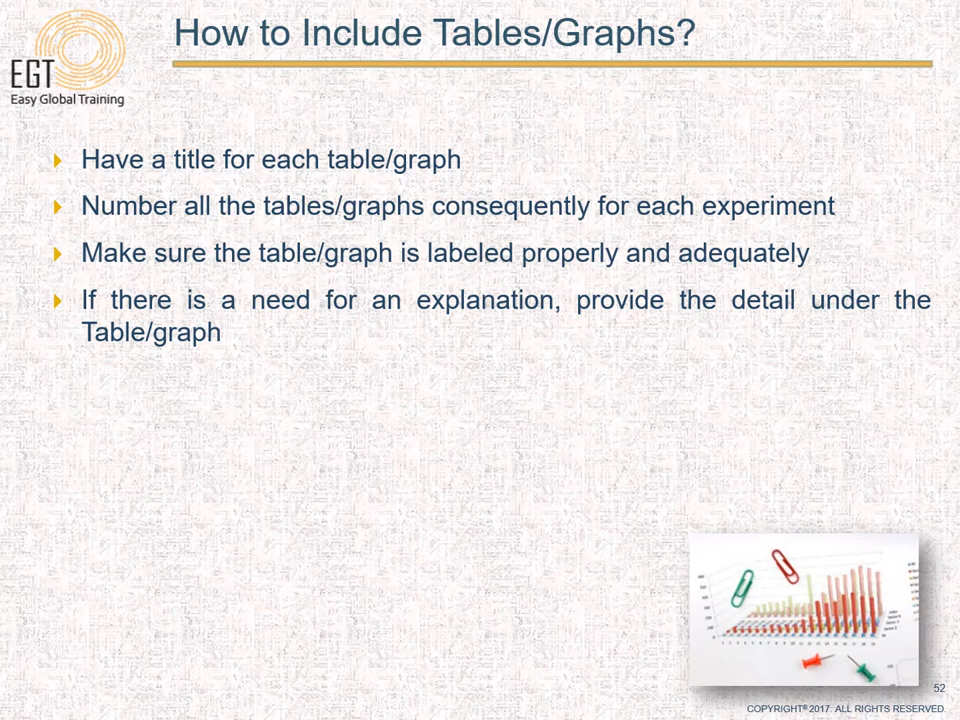 How to Include Tables/Graphs?
EGT
Easy Global Training
Have a title for each table/graph
Number all the tables/graphs consequently for each experiment
Make sure the table/graph is labeled properly and adequately
If there is a need for an explanation, provide the detail under the
Table/graph
52
COPYRIGHT® 2017. ALL RIGHTS RESERVED.